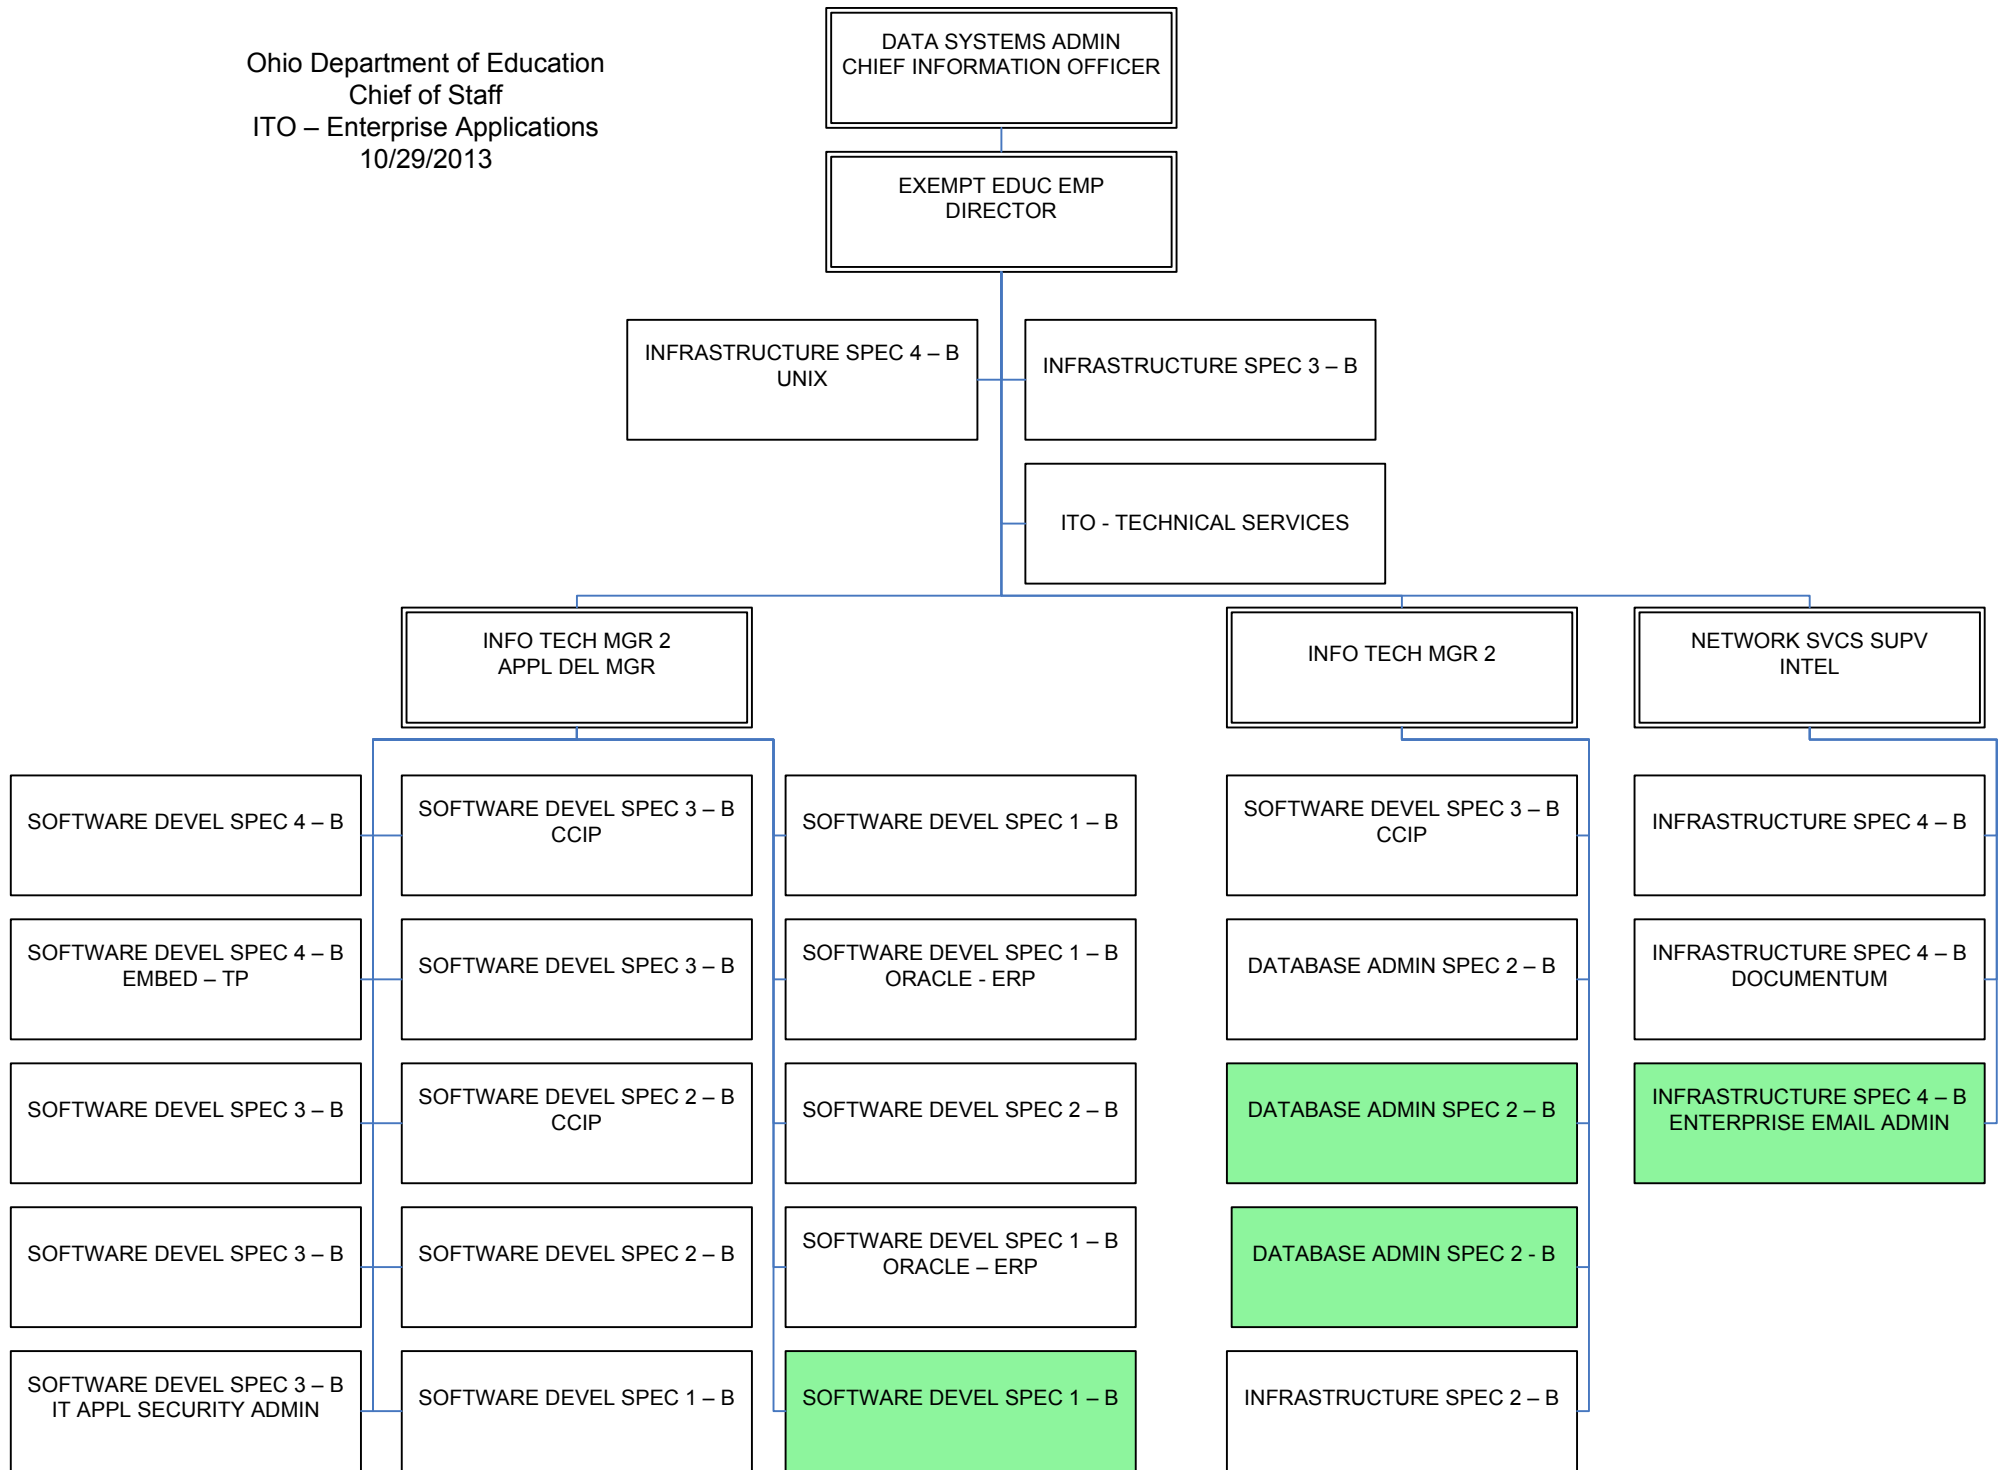 Ohio Department of Education
Chief of Staff
ITO – Enterprise Applications
10/29/2013
DATA SYSTEMS ADMIN
CHIEF INFORMATION OFFICER
EXEMPT EDUC EMP
DIRECTOR
INFRASTRUCTURE SPEC 4 – B
UNIX
INFRASTRUCTURE SPEC 3 – B
ITO - TECHNICAL SERVICES
INFO TECH MGR 2
APPL DEL MGR
INFO TECH MGR 2
NETWORK SVCS SUPV
INTEL
SOFTWARE DEVEL SPEC 4 – B
SOFTWARE DEVEL SPEC 3 – B
CCIP
SOFTWARE DEVEL SPEC 1 – B
SOFTWARE DEVEL SPEC 3 – B
CCIP
INFRASTRUCTURE SPEC 4 – B
SOFTWARE DEVEL SPEC 4 – B
EMBED – TP
SOFTWARE DEVEL SPEC 3 – B
SOFTWARE DEVEL SPEC 1 – B
ORACLE - ERP
DATABASE ADMIN SPEC 2 – B
INFRASTRUCTURE SPEC 4 – B
DOCUMENTUM
SOFTWARE DEVEL SPEC 3 – B
SOFTWARE DEVEL SPEC 2 – B
CCIP
SOFTWARE DEVEL SPEC 2 – B
DATABASE ADMIN SPEC 2 – B
INFRASTRUCTURE SPEC 4 – B
ENTERPRISE EMAIL ADMIN
SOFTWARE DEVEL SPEC 3 – B
SOFTWARE DEVEL SPEC 2 – B
SOFTWARE DEVEL SPEC 1 – B
ORACLE – ERP
DATABASE ADMIN SPEC 2 - B
SOFTWARE DEVEL SPEC 3 – B
IT APPL SECURITY ADMIN
SOFTWARE DEVEL SPEC 1 – B
SOFTWARE DEVEL SPEC 1 – B
INFRASTRUCTURE SPEC 2 – B